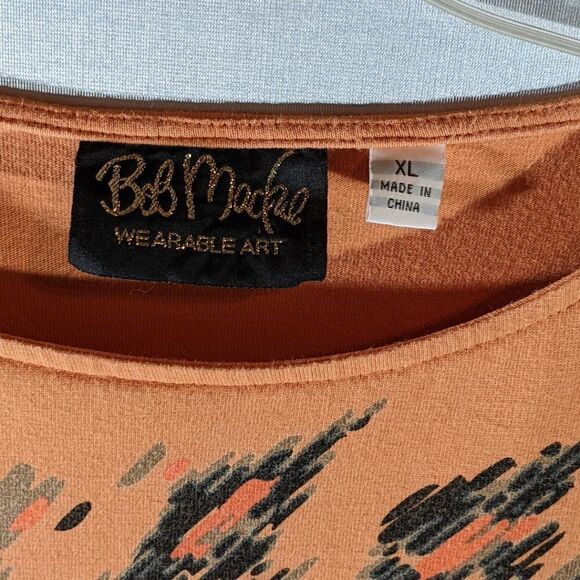 Bob Mackie
WEARABLE ART
XL
MADE IN
CHINA